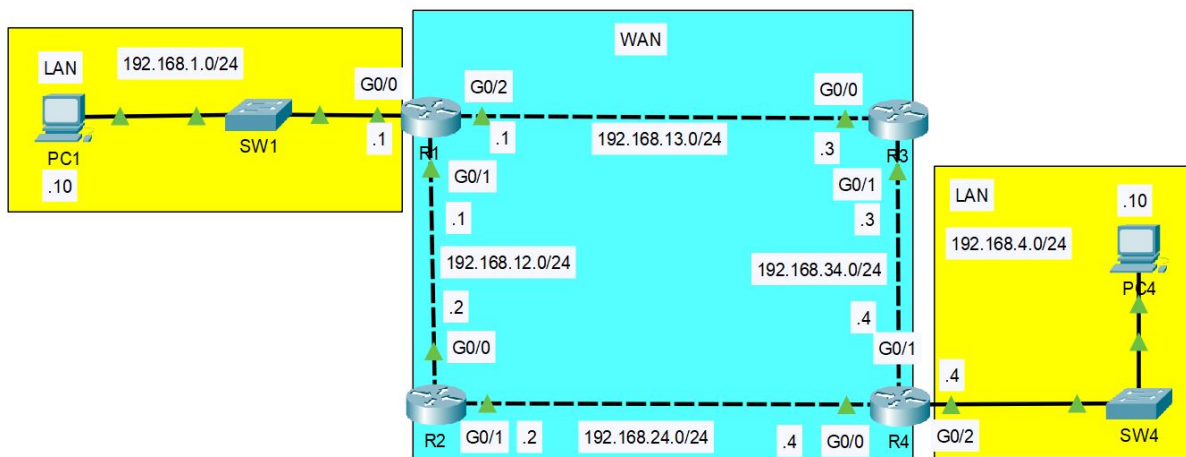 WAN
LAN
192.168.1.0/24
G0/0
G0/2
G0/0
PC1
SW1
.1
R1
.1
192.168.13.0/24
.3
R3
.10
G0/1
G0/1
LAN
.10
.1
.3
192.168.4.0/24
192.168.12.0/24
192.168.34.0/24
PC4
.2
.4
G0/0
G0/1
.4
R2
G0/1
.2
192.168.24.0/24
.4
G0/0
R4
G0/2
SW4